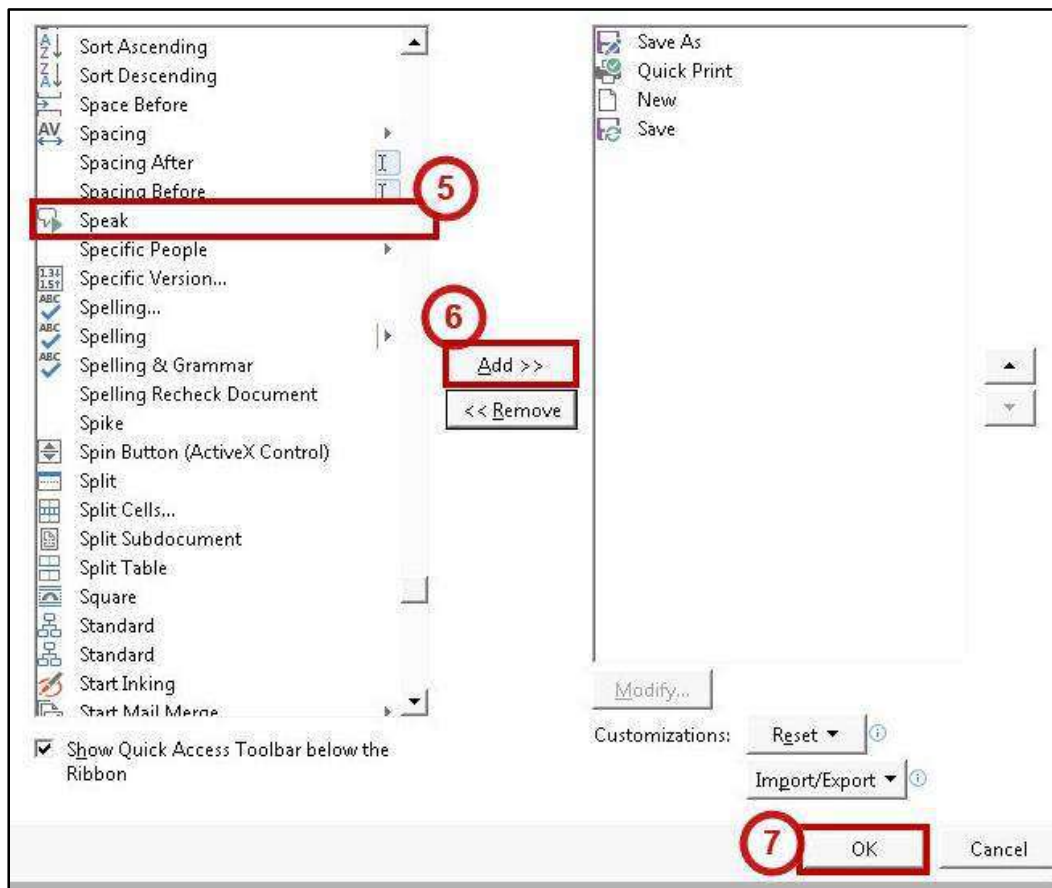 Sort Ascending
Sort Descending
Space Before
Spacing
Spacing After
Spacing Before
5
Speak
Specific People
Specific Version...
Spelling...
Spelling
Spelling & Grammar
Spelling Recheck Document
Spike
Spin Button (ActiveX Control)
Split
Split Cells...
Split Subdocument
Split Table
Square
Standard
Standard
Start Inking
Start Mail Merge
Show Quick Access Toolbar below the
Ribbon
6
Add >>
<< Remove
Save As
Quick Print
New
Save
Modify...
Customizations: Reset
Import/Export
7
OK
Cancel